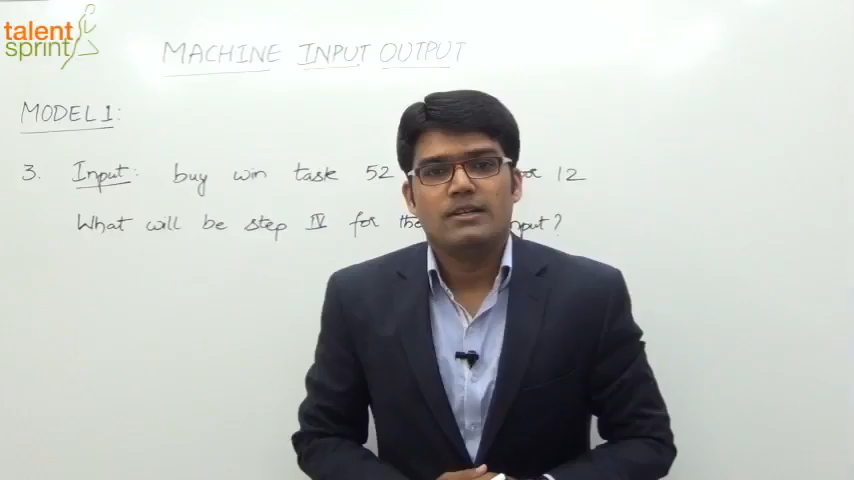 talent
sprint
MACHINE INPUT OUTPUT
MODEL 1:
3. Input: buy win task 52 12
What will be step IV for the